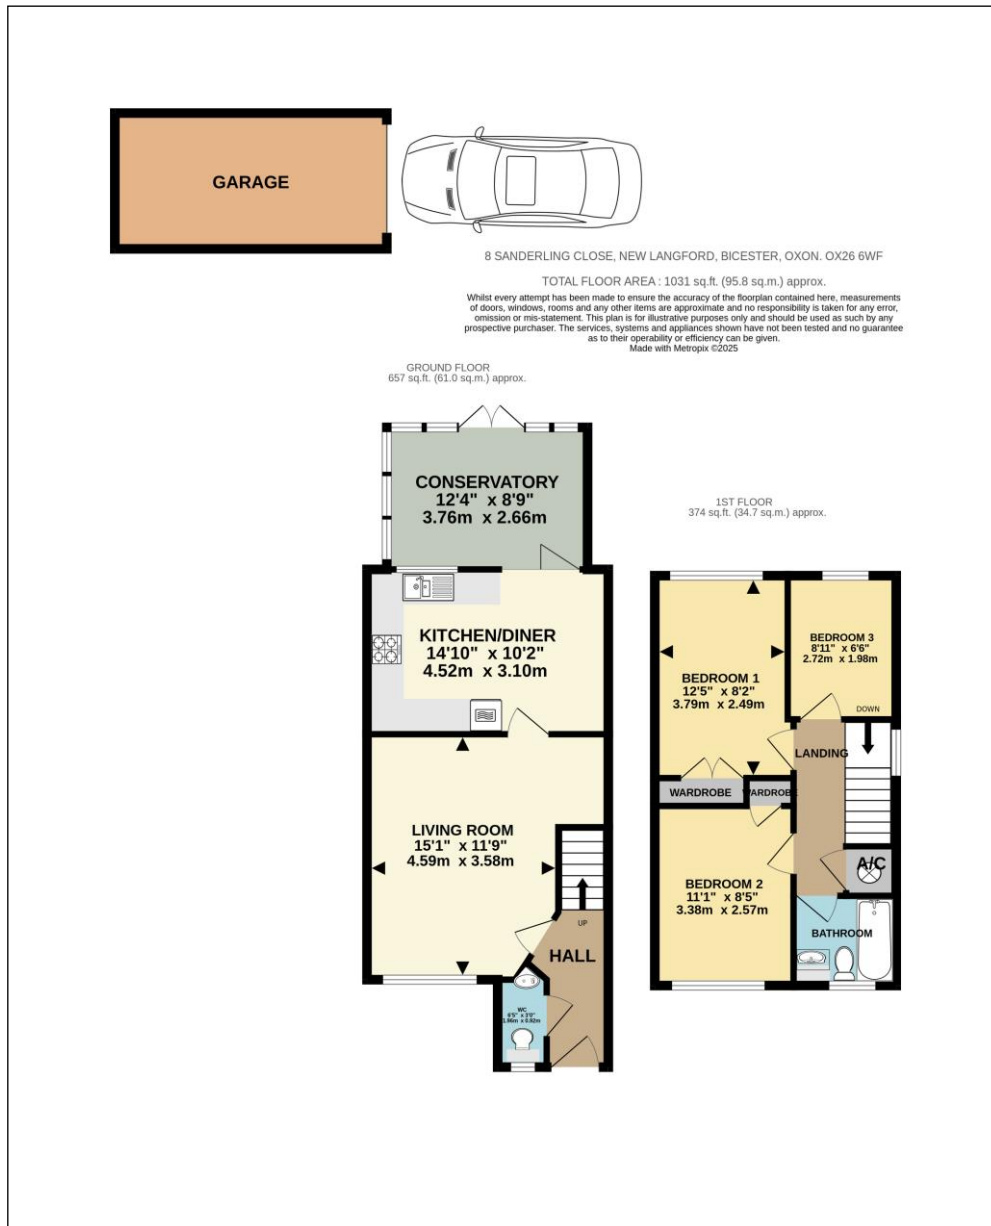 GARAGE
8 SANDERLING CLOSE, NEW LANGFORD, BICESTER, OXON. OX26 6WF
TOTAL FLOOR AREA : 1031 sq.ft. (95.8 sq.m.) approx.
Whilst every attempt has been made to ensure the accuracy of the floorplan contained here, measurements
of doors, windows, rooms and any other items are approximate and no responsibility is taken for any error,
omission or mis-statement. This plan is for illustrative purposes only and should be used as such by any
prospective purchaser. The services, systems and appliances shown have not been tested and no guarantee
as to their operability or efficiency can be given.
Made with Metropix ©2025
GROUND FLOOR
657 sq.ft. (61.0 sq.m.) approx.
CONSERVATORY
12'4" x 8'9"
3.76m x 2.66m
KITCHEN/DINER
14'10" x 10'2"
4.52m x 3.10m
LIVING ROOM
15'1" x 11'9"
4.59m x 3.58m
UP
HALL
WC
6'5" x 3'0"
1.96m x 0.92m
1ST FLOOR
374 sq.ft. (34.7 sq.m.) approx.
BEDROOM 3
8'11" x 6'6"
2.72m x 1.98m
BEDROOM 1
12'5" x 8'2"
3.79m x 2.49m
DOWN
LANDING
WARDROBE
WARDROBE
A/C
BEDROOM 2
11'1" x 8'5"
3.38m x 2.57m
BATHROOM